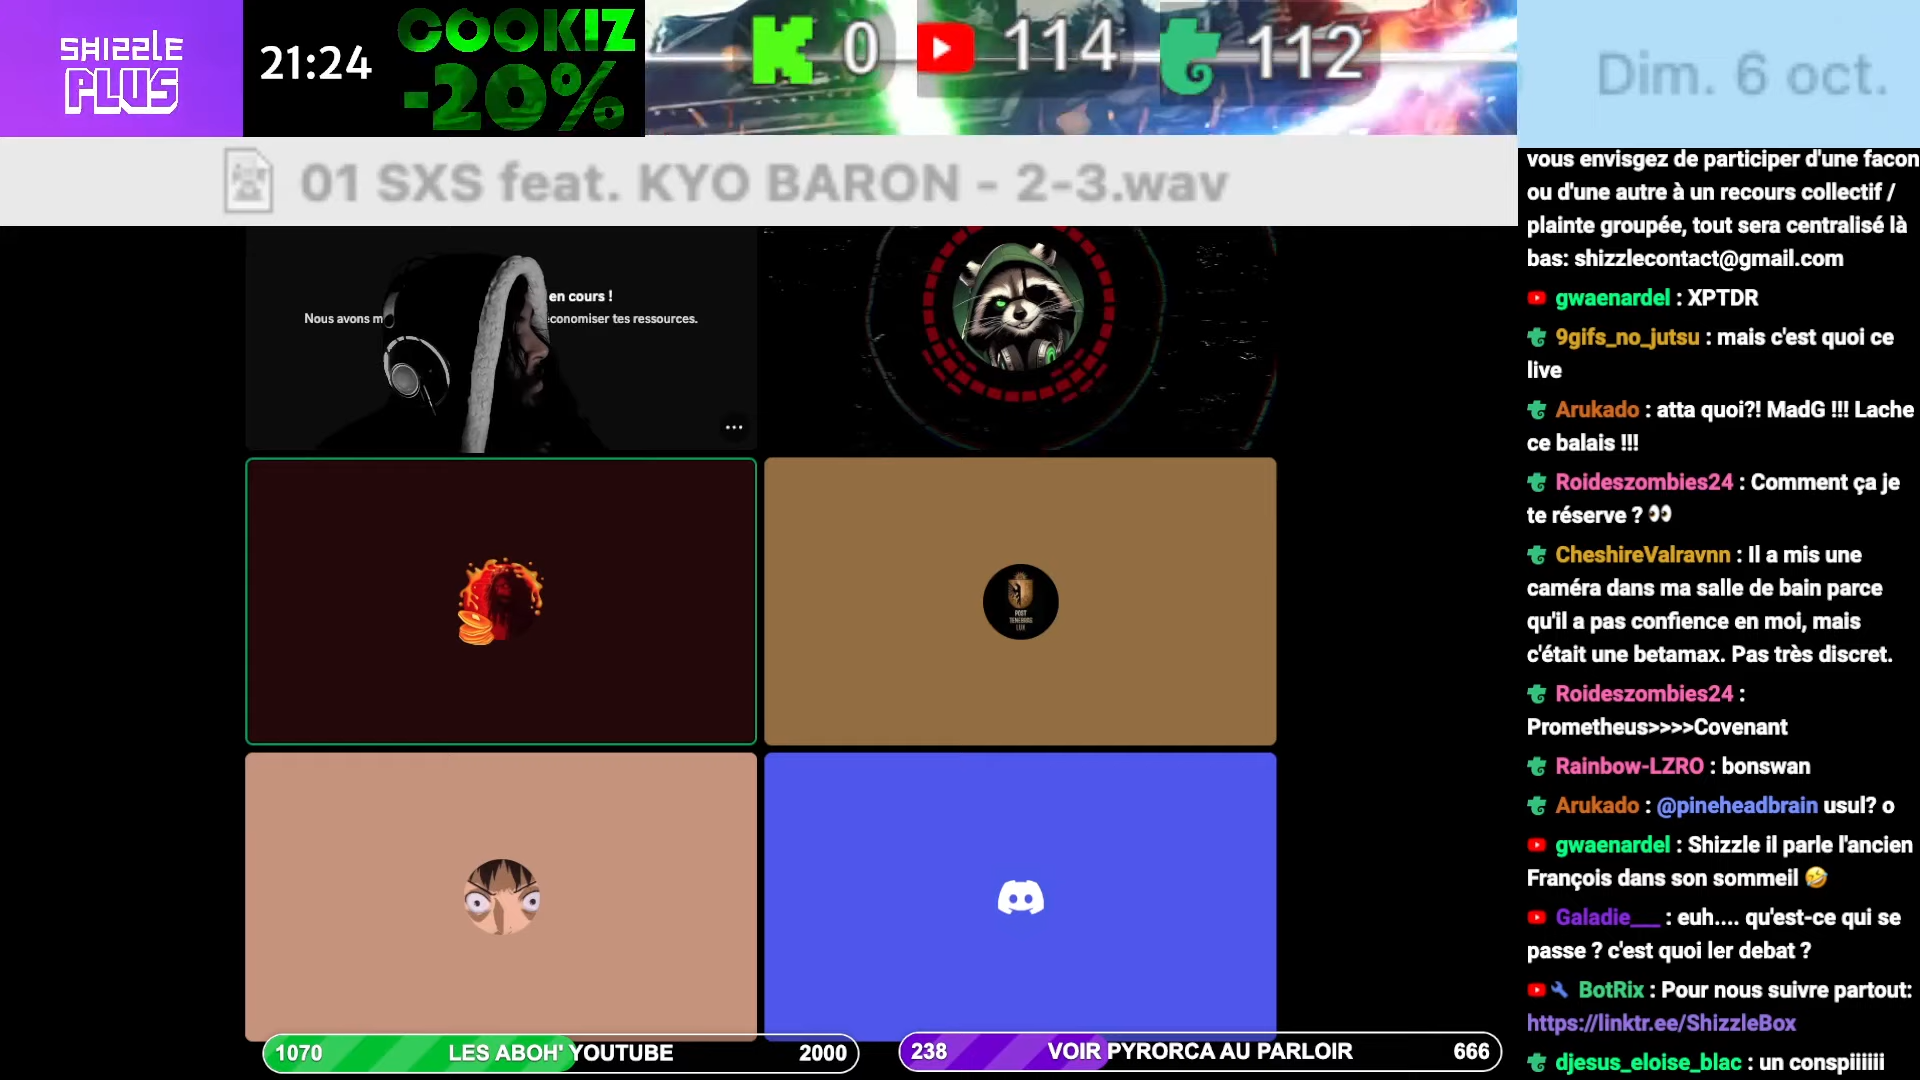 SHIZZLE
PLUS
21:24
COOKIZ
-20%
0
114
112
Dim. 6 oct.
01 SXS feat. KYO BARON - 2-3.wav
en cours !
Nous avons m
économiser tes ressources.
POST
TENEBRAS
LUX
vous envisgez de participer d'une facon
ou d'une autre à un recours collectif /
plainte groupée, tout sera centralisé là
bas: shizzlecontact@gmail.com
gwaenardel : XPTDR
9gifs_no_jutsu : mais c'est quoi ce
live
Arukado : atta quoi?! MadG !!! Lache
ce balais !!!
Roideszombies24 : Comment ça je
te réserve ? 👀
CheshireValravnn : Il a mis une
caméra dans ma salle de bain parce
qu'il a pas confience en moi, mais
c'était une betamax. Pas très discret.
Roideszombies24 :
Prometheus>>>>Covenant
Rainbow-LZRO : bonswan
Arukado : @pineheadbrain usul? o
gwaenardel : Shizzle il parle l'ancien
François dans son sommeil 🤣
Galadie___ : euh.... qu'est-ce qui se
passe ? c'est quoi ler debat ?
BotRix : Pour nous suivre partout:
https://linktr.ee/ShizzleBox
djesus_eloise_blac : un conspiiiiii
1070 LES ABOH' YOUTUBE 2000
238 VOIR PYRORCA AU PARLOIR 666